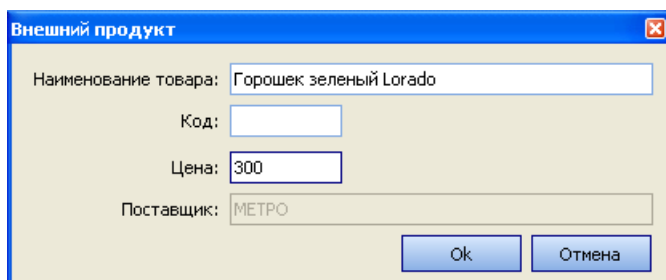 Внешний продукт
Наименование товара: Горошек зеленый Lorado
Код:
Цена: 300
Поставщик: МЕТРО
Ok Отмена